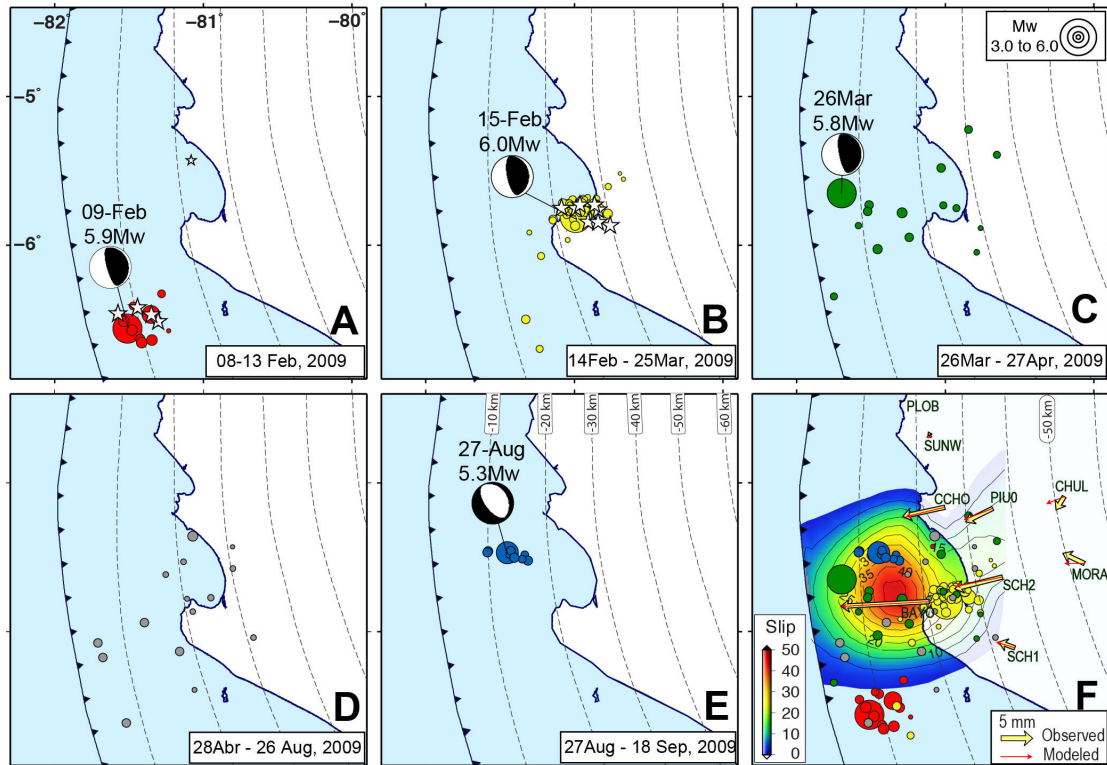 −82
−81
−80
−5
−6
09-Feb
5.9Mw
A
08-13 Feb, 2009
15-Feb
6.0Mw
B
14Feb - 25Mar, 2009
Mw
3.0 to 6.0
26Mar
5.8Mw
C
26Mar - 27Apr, 2009
D
28Abr - 26 Aug, 2009
-10 km
-20 km
-30 km
-40 km
-50 km
-60 km
27-Aug
5.3Mw
E
27Aug - 18 Sep, 2009
-50 km
PLOB
SUNW
CCHO
PIU0
CHUL
MORA
SCH2
SCH1
35
40
10
Slip
50
40
30
20
10
0
F
5 mm
Observed
Modeled